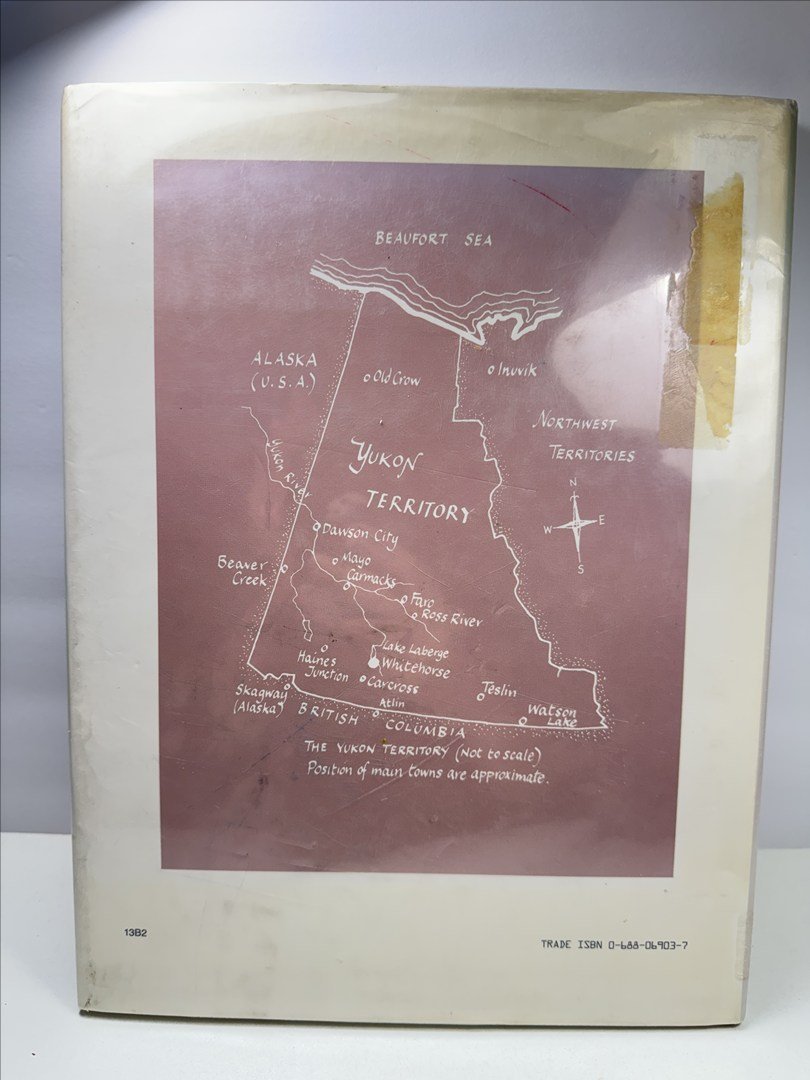 BEAUFORT SEA
ALASKA
(U.S.A.)
Old Crow
Inuvik
NORTHWEST
TERRITORIES
YUKON
TERRITORY
Yukon River
N
W
E
S
Dawson City
Beaver
Creek
Mayo
Carmacks
Faro
Ross River
Lake Laberge
Whitehorse
Haines
Junction
Carcross
Teslin
Skagway
(Alaska)
Atlin
Watson
Lake
BRITISH COLUMBIA
THE YUKON TERRITORY (Not to scale)
Position of main towns are approximate.
13B2
TRADE ISBN 0-688-06903-7